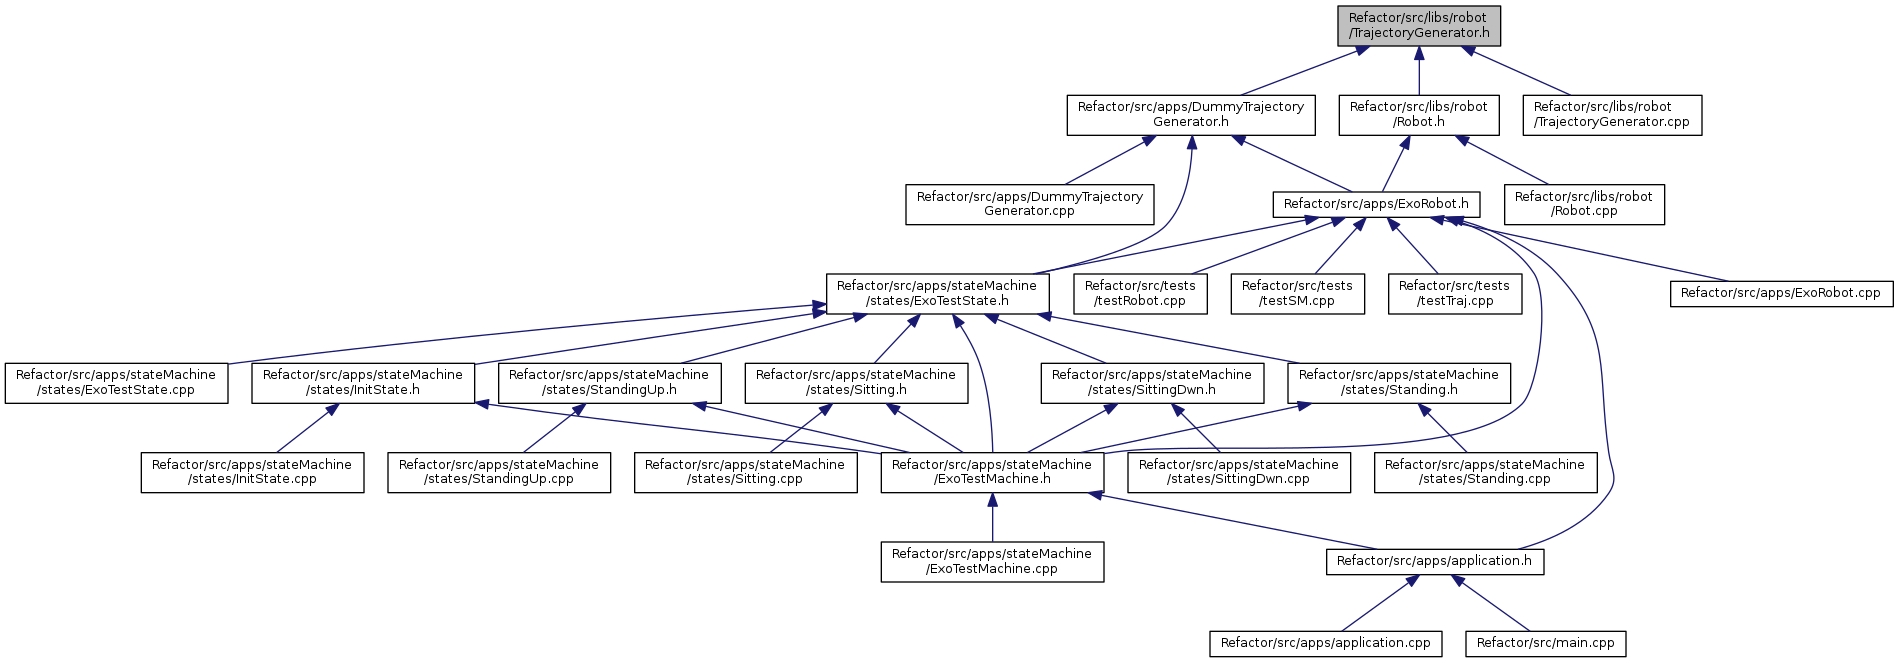 Refactor/src/libs/robot
/TrajectoryGenerator.h
Refactor/src/apps/DummyTrajectory
Generator.h
Refactor/src/libs/robot
/Robot.h
Refactor/src/libs/robot
/TrajectoryGenerator.cpp
Refactor/src/apps/DummyTrajectory
Generator.cpp
Refactor/src/apps/ExoRobot.h
Refactor/src/libs/robot
/Robot.cpp
Refactor/src/apps/stateMachine
/states/ExoTestState.h
Refactor/src/tests
/testRobot.cpp
Refactor/src/tests
/testSM.cpp
Refactor/src/tests
/testTraj.cpp
Refactor/src/apps/ExoRobot.cpp
Refactor/src/apps/stateMachine
/states/ExoTestState.cpp
Refactor/src/apps/stateMachine
/states/InitState.h
Refactor/src/apps/stateMachine
/states/StandingUp.h
Refactor/src/apps/stateMachine
/states/Sitting.h
Refactor/src/apps/stateMachine
/states/SittingDwn.h
Refactor/src/apps/stateMachine
/states/Standing.h
Refactor/src/apps/stateMachine
/states/InitState.cpp
Refactor/src/apps/stateMachine
/states/StandingUp.cpp
Refactor/src/apps/stateMachine
/states/Sitting.cpp
Refactor/src/apps/stateMachine
/ExoTestMachine.h
Refactor/src/apps/stateMachine
/states/SittingDwn.cpp
Refactor/src/apps/stateMachine
/states/Standing.cpp
Refactor/src/apps/stateMachine
/ExoTestMachine.cpp
Refactor/src/apps/application.h
Refactor/src/apps/application.cpp
Refactor/src/main.cpp